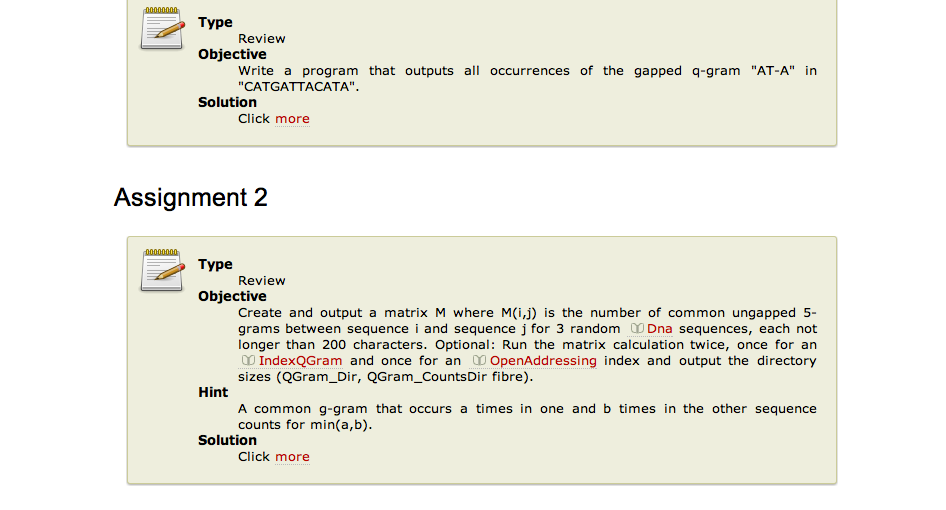 Type
Review
Objective
Write a program that outputs all occurrences of the gapped q-gram "AT-A" in
"CATGATTACATA".
Solution
Click more
Assignment 2
Type
Review
Objective
Create and output a matrix M where M(i,j) is the number of common ungapped 5-
grams between sequence i and sequence j for 3 random Dna sequences, each not
longer than 200 characters. Optional: Run the matrix calculation twice, once for an
IndexQGram and once for an OpenAddressing index and output the directory
sizes (QGram_Dir, QGram_CountsDir fibre).
Hint
A common g-gram that occurs a times in one and b times in the other sequence
counts for min(a,b).
Solution
Click more